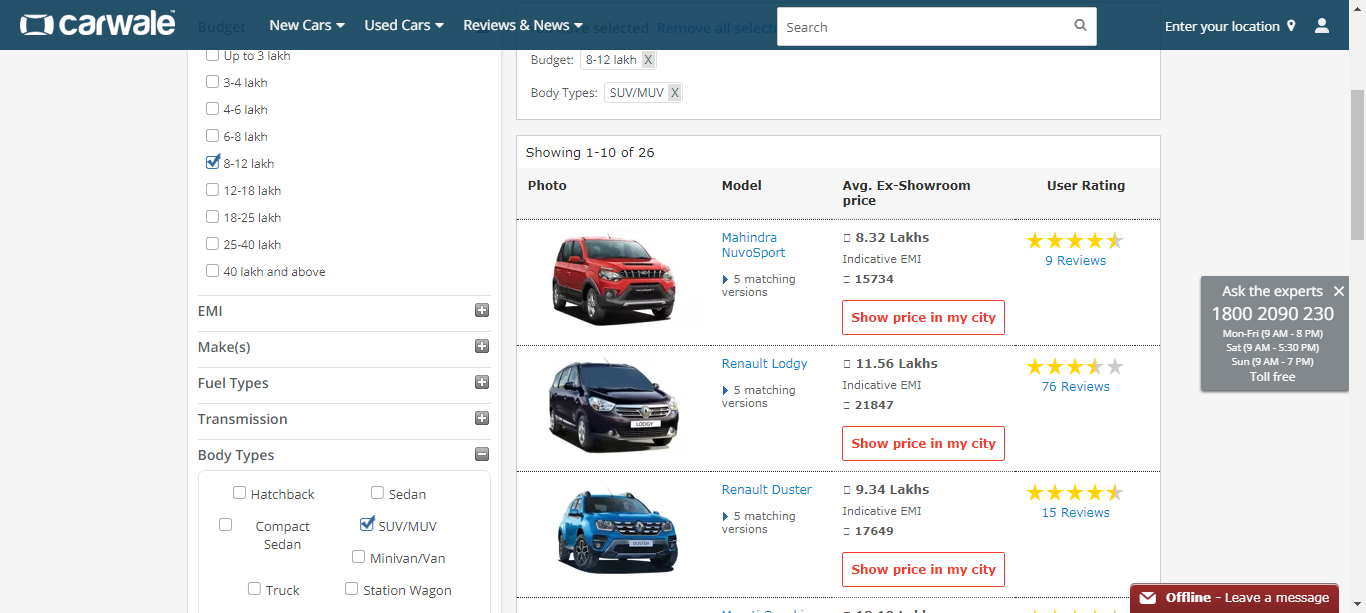 carwale
New Cars
Used Cars
Reviews & News
Search
Enter your location
Budget
Up to 3 lakh
3-4 lakh
4-6 lakh
6-8 lakh
8-12 lakh
12-18 lakh
18-25 lakh
25-40 lakh
40 lakh and above
EMI
Make(s)
Fuel Types
Transmission
Body Types
Hatchback
Sedan
Compact
Sedan
SUV/MUV
Minivan/Van
Truck
Station Wagon
selected Remove all selected
Budget: 8-12 lakh X
Body Types: SUV/MUV X
Showing 1-10 of 26
Photo
Model
Avg. Ex-Showroom
price
User Rating
Mahindra
NuvoSport
5 matching
versions
8.32 Lakhs
Indicative EMI
15734
Show price in my city
9 Reviews
LODGY
Renault Lodgy
5 matching
versions
11.56 Lakhs
Indicative EMI
21847
Show price in my city
76 Reviews
DUSTER
Renault Duster
5 matching
versions
9.34 Lakhs
Indicative EMI
17649
Show price in my city
15 Reviews
Ask the experts
1800 2090 230
Mon-Fri (9 AM - 8 PM)
Sat (9 AM - 5:30 PM)
Sun (9 AM - 7 PM)
Toll free
Offline - Leave a message